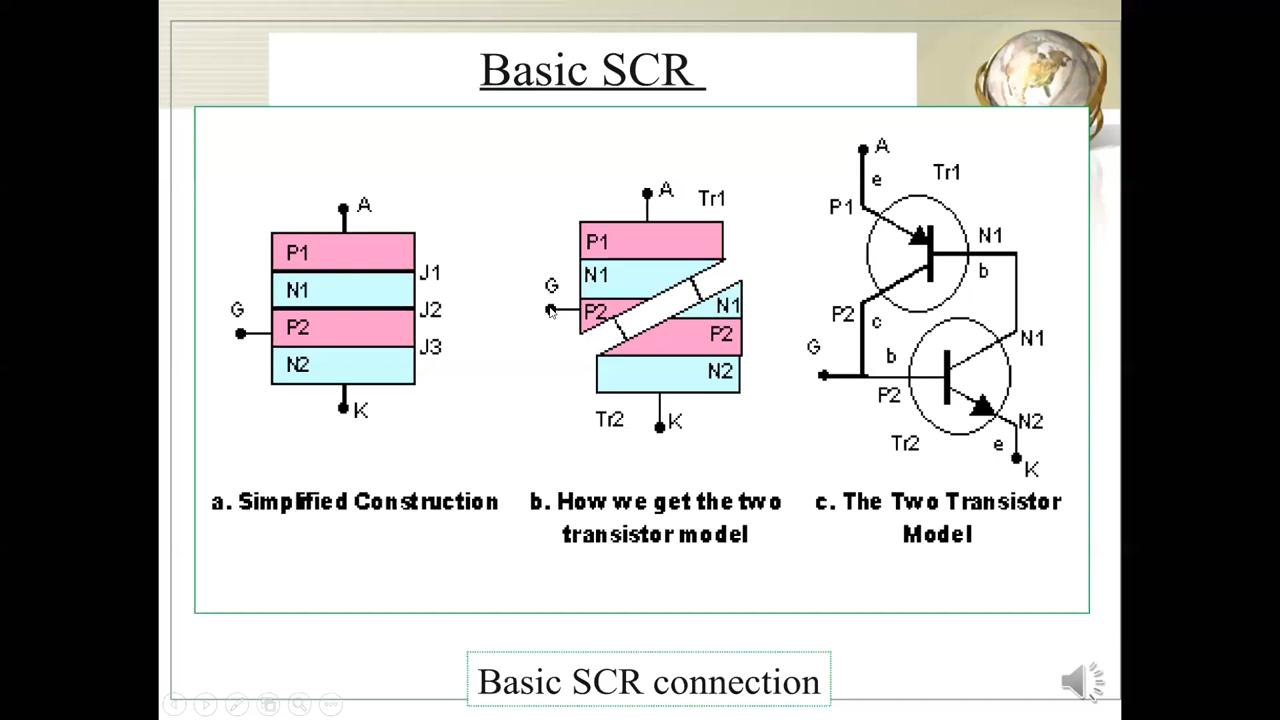 Basic SCR
A
P1
J1
N1
J2
G
P2
J3
N2
K
a. Simplified Construction
A
Tr1
P1
N1
G
P2
N1
P2
N2
Tr2
K
b. How we get the two
transistor model
A
e
Tr1
P1
N1
b
P2
c
N1
G
b
P2
N2
Tr2
e
K
c. The Two Transistor
Model
Basic SCR connection